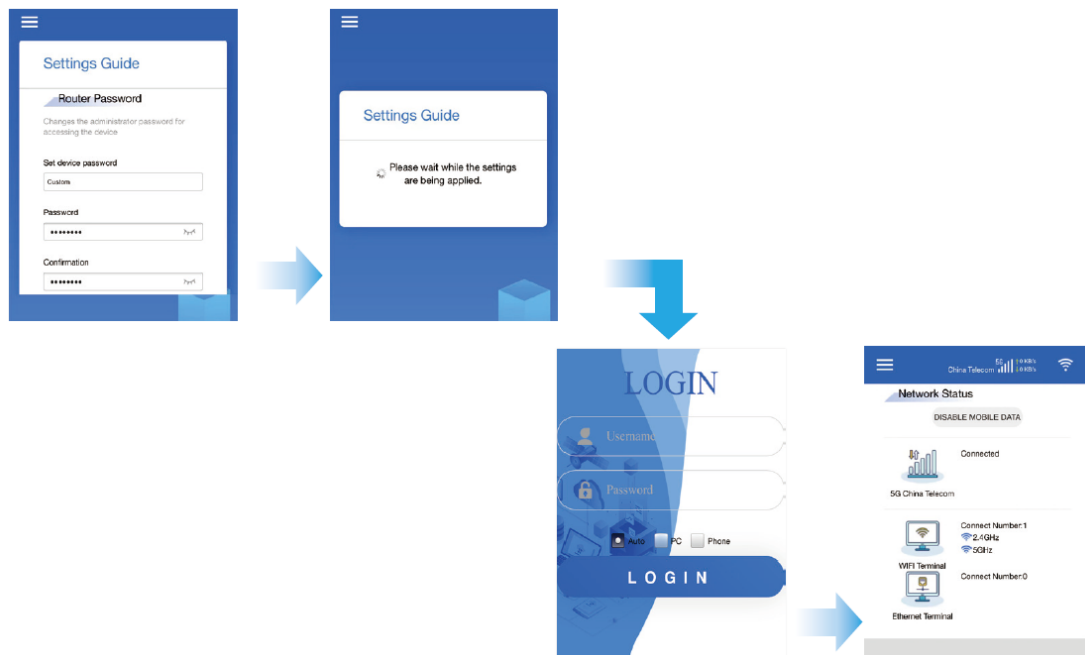 Settings Guide
Router Password
Changes the administrator password for
accessing the device
Set device password
Custom
Password
••••••••
Confirmation
••••••••
Settings Guide
Please wait while the settings
are being applied.
LOGIN
Username
Password
Auto PC Phone
LOGIN
5G
China Telecom
Network Status
DISABLE MOBILE DATA
Connected
5G China Telecom
Connect Number:1
2.4GHz
5GHz
WIFI Terminal
Connect Number:0
Ethernet Terminal